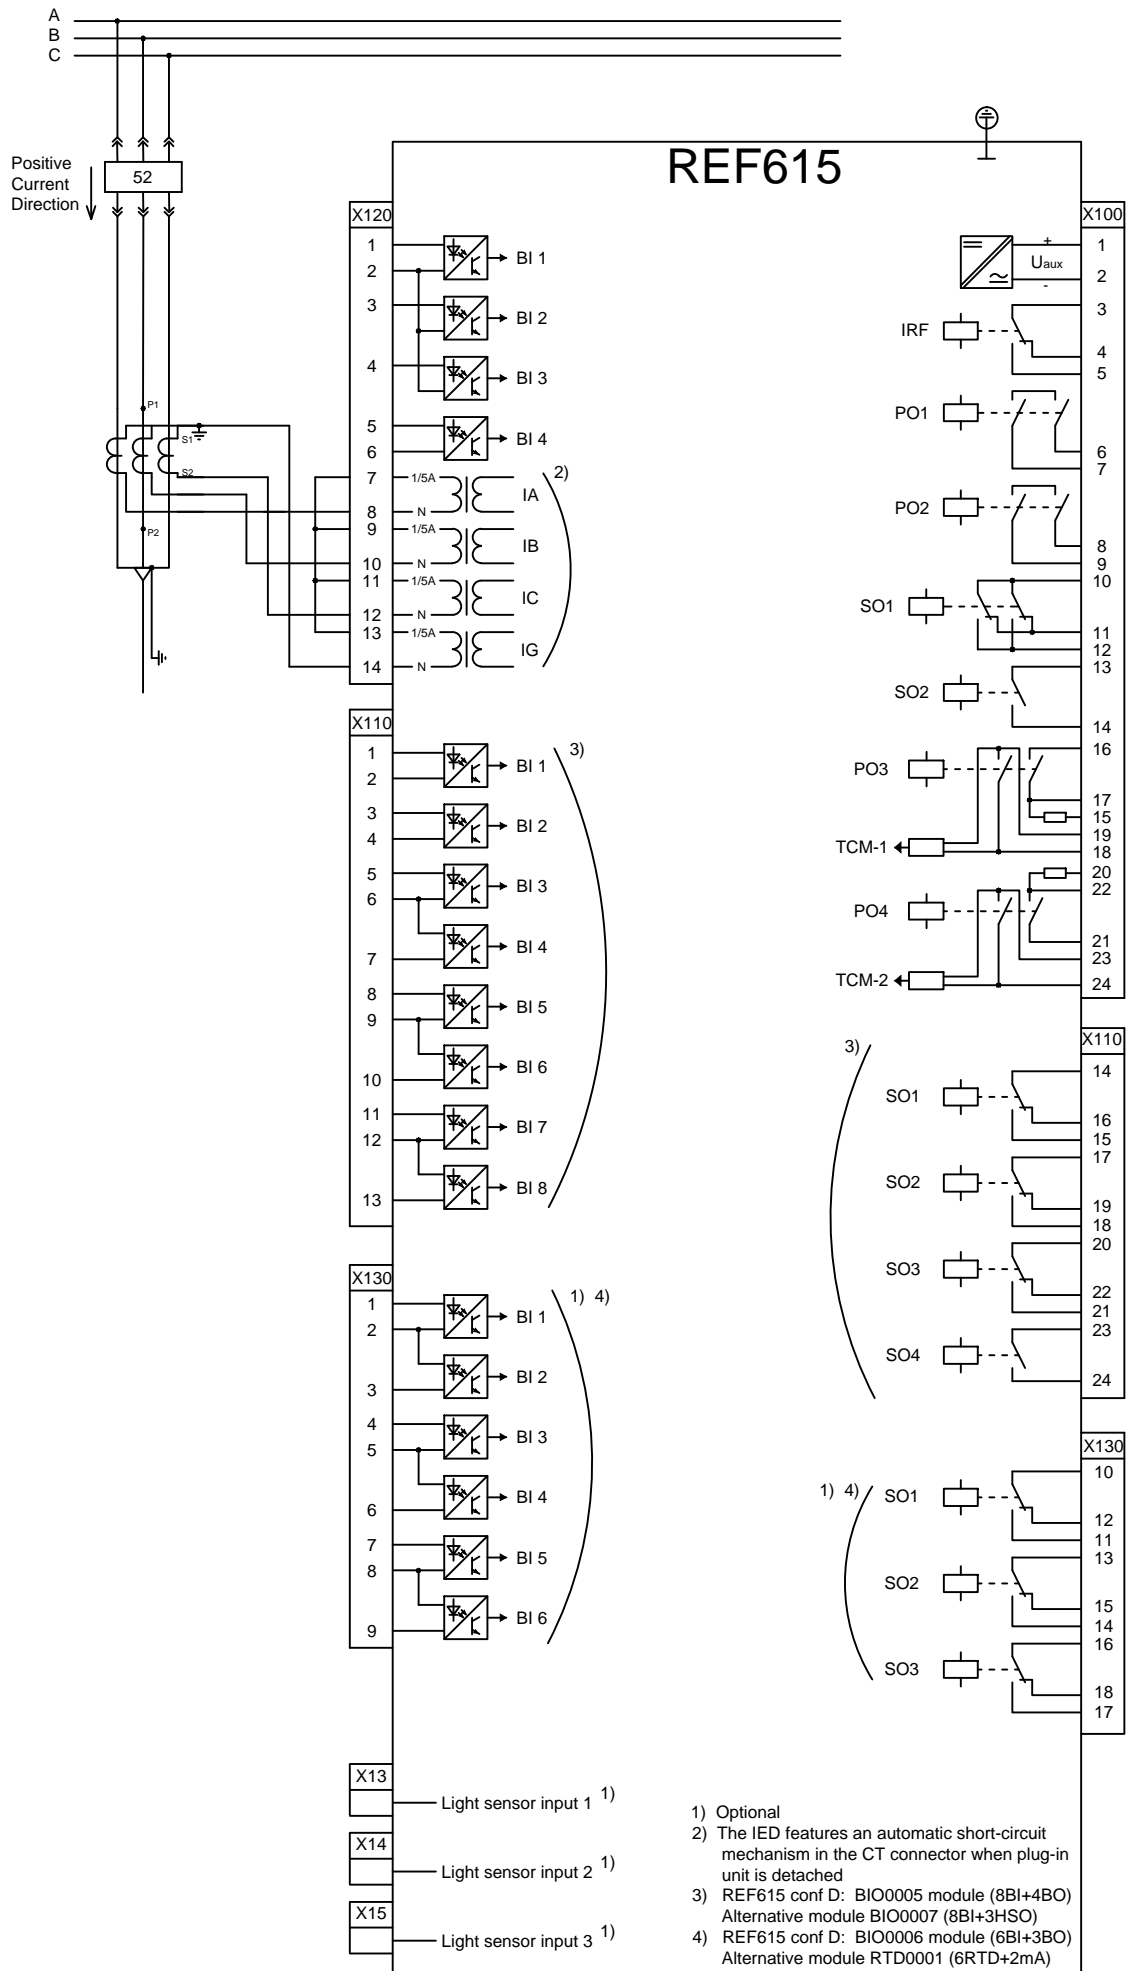 A
B
C
Positive
Current
Direction
52
REF615
X120
1
2
3
4
5
6
7
8
9
10
11
12
13
14
BI 1
BI 2
BI 3
BI 4
1/5A
N
IA
1/5A
N
IB
1/5A
N
IC
1/5A
N
IG
2)
P1
S1
S2
P2
X110
1
2
3
4
5
6
7
8
9
10
11
12
13
BI 1
BI 2
BI 3
BI 4
BI 5
BI 6
BI 7
BI 8
3)
X130
1
2
3
4
5
6
7
8
9
BI 1
BI 2
BI 3
BI 4
BI 5
BI 6
1) 4)
X13
Light sensor input 1 1)
X14
Light sensor input 2 1)
X15
Light sensor input 3 1)
X100
+
Uaux
-
1
2
IRF
3
4
5
PO1
6
7
PO2
8
9
SO1
10
11
12
SO2
13
14
PO3
16
17
15
19
18
TCM-1
20
22
PO4
21
23
TCM-2
24
X110
3)
SO1
14
16
15
SO2
17
19
18
SO3
20
22
21
SO4
23
24
X130
1) 4)
SO1
10
12
11
SO2
13
15
14
SO3
16
18
17
1) Optional
2) The IED features an automatic short-circuit
mechanism in the CT connector when plug-in
unit is detached
3) REF615 conf D: BIO0005 module (8BI+4BO)
Alternative module BIO0007 (8BI+3HSO)
4) REF615 conf D: BIO0006 module (6BI+3BO)
Alternative module RTD0001 (6RTD+2mA)